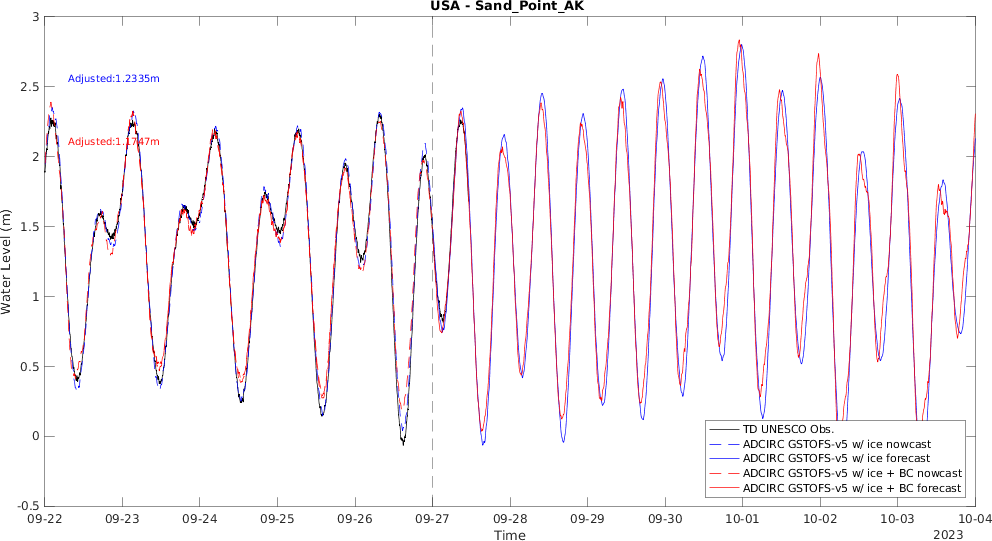 USA - Sand_Point_AK
3
2.5
2
1.5
1
0.5
0
-0.5
Water Level (m)
Adjusted:1.2335m
Adjusted:1.1747m
TD UNESCO Obs.
ADCIRC GSTOFS-v5 w/ ice nowcast
ADCIRC GSTOFS-v5 w/ ice forecast
ADCIRC GSTOFS-v5 w/ ice + BC nowcast
ADCIRC GSTOFS-v5 w/ ice + BC forecast
09-22 09-23 09-24 09-25 09-26 09-27 09-28 09-29 09-30 10-01 10-02 10-03 10-04
Time
2023